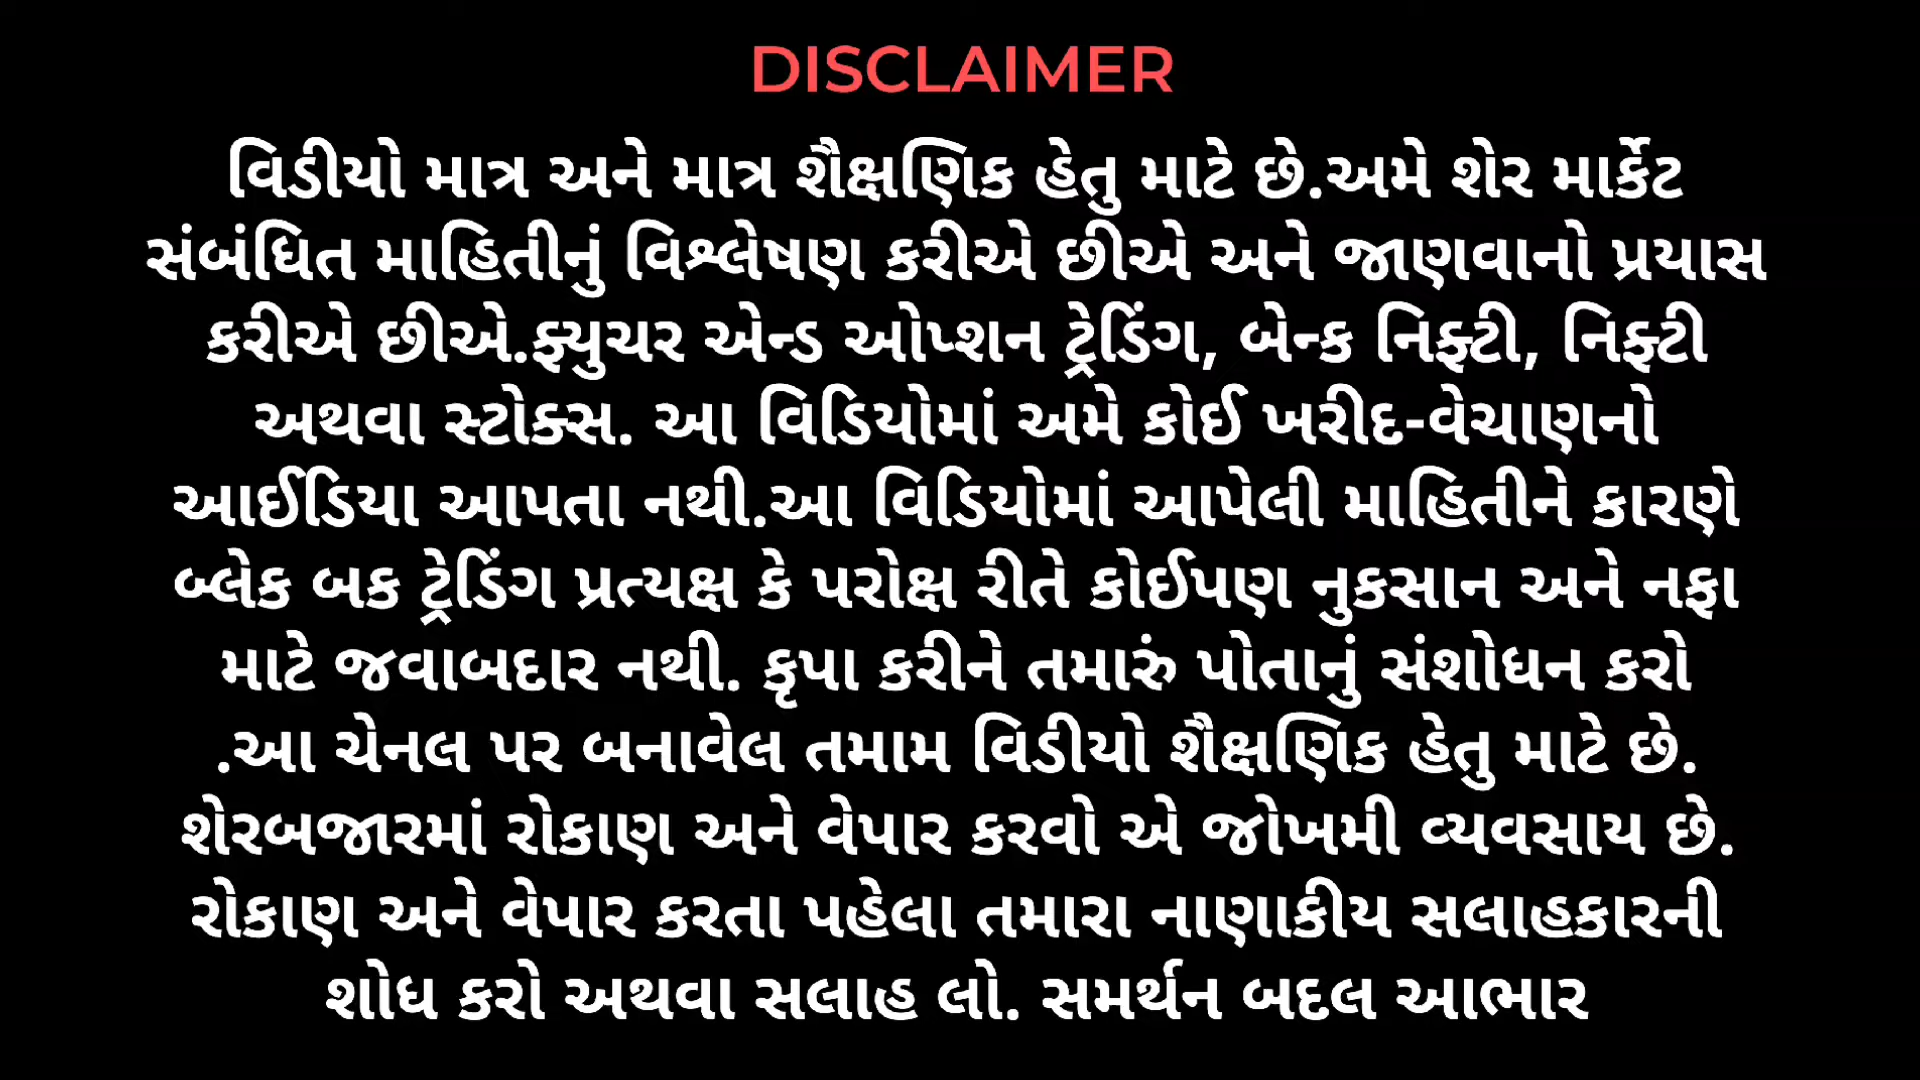 DISCLAIMER
વિડીયો માત્ર અને માત્ર શૈક્ષણિક હેતુ માટે છે.અમે શેર માર્કેટ
સંબંધિત માહિતીનું વિશ્લેષણ કરીએ છીએ અને જાણવાનો પ્રયાસ
કરીએ છીએ.ફ્યુચર એન્ડ ઓપ્શન ટ્રેડિંગ, બેન્ક નિફ્ટી, નિફ્ટી
અથવા સ્ટોક્સ. આ વિડિયોમાં અમે કોઈ ખરીદ-વેચાણનો
આઈડિયા આપતા નથી.આ વિડિયોમાં આપેલી માહિતીને કારણે
બ્લેક બક ટ્રેડિંગ પ્રત્યક્ષ કે પરોક્ષ રીતે કોઈપણ નુકસાન અને નફા
માટે જવાબદાર નથી. કૃપા કરીને તમારું પોતાનું સંશોધન કરો
.આ ચેનલ પર બનાવેલ તમામ વિડીયો શૈક્ષણિક હેતુ માટે છે.
શેરબજારમાં રોકાણ અને વેપાર કરવો એ જોખમી વ્યવસાય છે.
રોકાણ અને વેપાર કરતા પહેલા તમારા નાણાકીય સલાહકારની
શોધ કરો અથવા સલાહ લો. સમર્થન બદલ આભાર